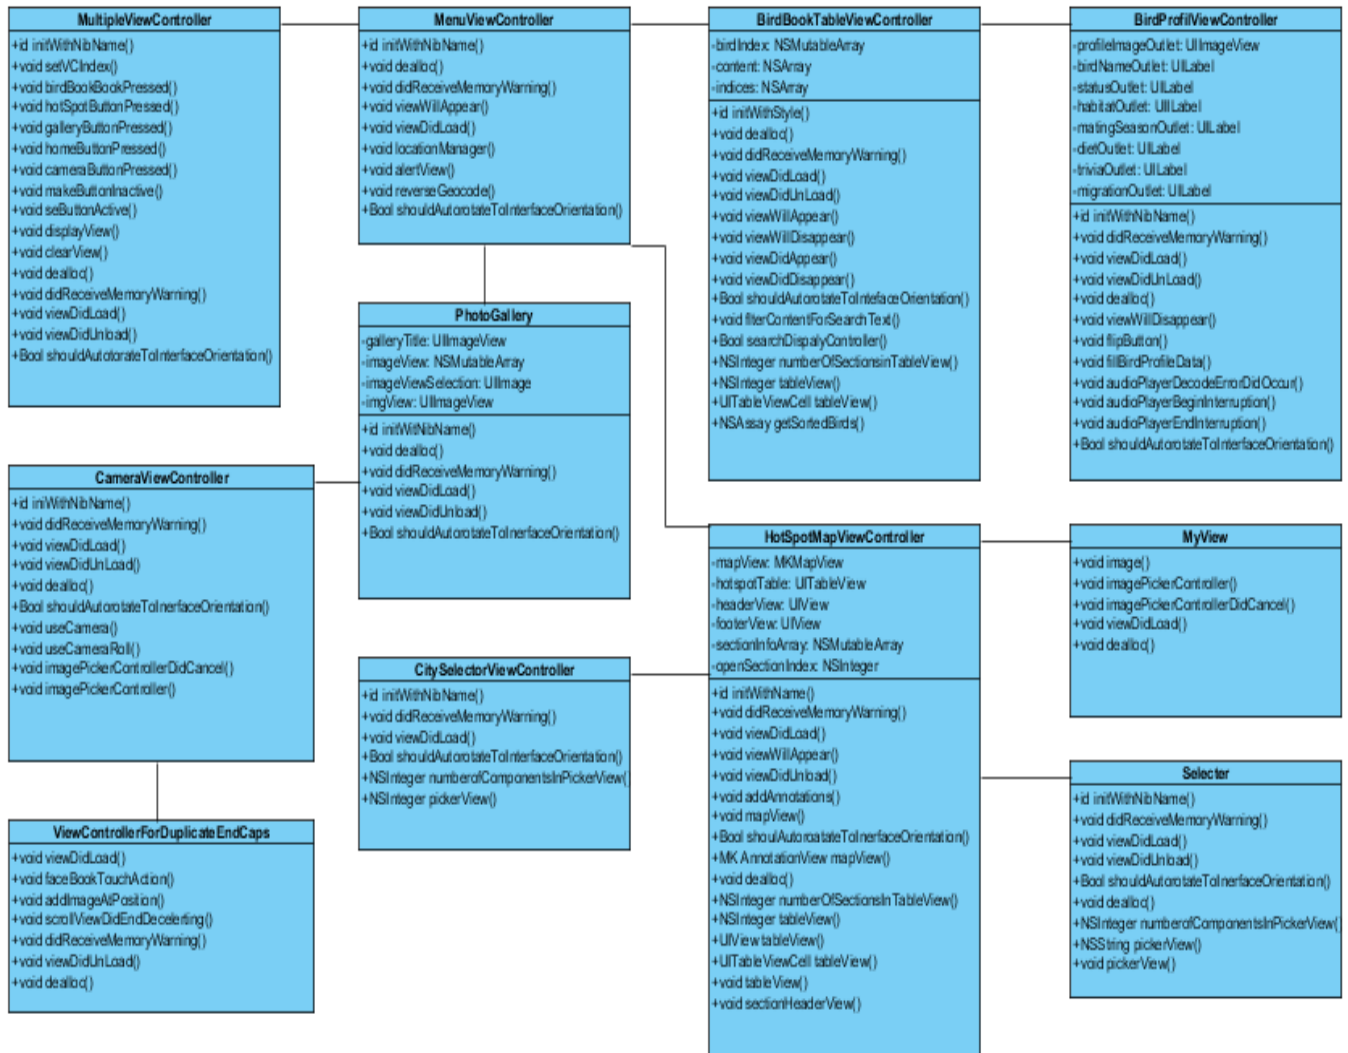 MultipleViewController
+id initWithNibName()
+void setVCIndex()
+void birdBookBookPressed()
+void hotSpotButtonPressed()
+void galleryButtonPressed()
+void homeButtonPressed()
+void cameraButtonPressed()
+void makeButtonInactive()
+void seButtonActive()
+void displayView()
+void clearView()
+void dealloc()
+void didReceiveMemoryWarning()
+void viewDidLoad()
+void viewDidUnload()
+Bool shouldAutotorateToInterfaceOrientation()
MenuViewController
+id initWithNibName()
+void dealloc()
+void didReceiveMemoryWarning()
+void viewWillAppear()
+void viewDidLoad()
+void locationManager()
+void alertView()
+void reverseGeocode()
+Bool shouldAutorotateToInterfaceOrientation()
BirdBookTableViewController
-birdIndex: NSMutableArray
-content: NSArray
-indices: NSArray
+id initWithStyle()
+void dealloc()
+void didReceiveMemoryWarning()
+void viewDidLoad()
+void viewDidUnLoad()
+void viewWillAppear()
+void viewWillDisappear()
+void viewDidAppear()
+void viewDidDisappear()
+Bool shouldAutorotateToInteface Orientation()
+void filterContentForSearchText()
+Bool searchDispalyController()
+NSInteger numberOfSectionsinTableView()
+NSInteger tableView()
+UITableViewCell tableView()
+NSAssay getSortedBirds()
BirdProfilViewController
-profileImageOutlet: UIImageView
-birdNameOutlet: UILabel
-statusOutlet: UILabel
-habitatOutlet: UIlLabel
-matingSeasonOutlet: UILabel
-dietOutlet: UILabel
-triviaOutlet: UILabel
-migrationOutlet: UILabel
+id initWithNibName()
+void didReceiveMemoryWarning()
+void viewDidLoad()
+void viewDidUnLoad()
+void dealloc()
+void viewWillDisappear()
+void flipButton()
+void fillBirdProfileData()
+void audioPlayerDecodeErrorDidOccur()
+void audioPlayerBeginInterruption()
+void audioPlayerEndInterruption()
+Bool shouldAutorotateToInterfaceOrientation()
PhotoGallery
-galleryTitle: UIImageView
-imageView: NSMutableArray
-imageViewSelection: UIImage
-imgView: UIImageView
+id initWitNibName()
+void dealloc()
+void didReceiveMemoryWarning()
+void viewDidLoad()
+void viewDidUnload()
+Bool shouldAutorotateToInerfaceOrientation()
CameraViewController
+id iniWithNibName()
+void didReceiveMemoryWarning()
+void viewDidLoad()
+void viewDidUnLoad()
+void dealloc()
+Bool shouldAutorotateToInerfaceOrientation()
+void useCamera()
+void useCameraRoll()
+void imagePickerControllerDidCancel()
+void imagePickerController()
HotSpotMapViewController
-mapView: MKMapView
-hotspotTable: UITableView
-headerView: UIView
-footerView: UIView
-sectionInfoArray: NSMutableArray
-openSectionIndex: NSInteger
+id initWithName()
+void didReceiveMemoryWarning()
+void viewDidLoad()
+void viewWillAppear()
+void viewDidUnload()
+void addAnnotations()
+void mapView()
+Bool shoulAutoroatateToInerfaceOrientation()
+MK AnnotationView mapView()
+void dealloc()
+NSInteger numberOfSectionsInTableView()
+NSInteger tableView()
+UIView tableView()
+UITableViewCell tableView()
+void tableView()
+void sectionHeaderView()
MyView
+void image()
+void imagePickerController()
+void imagePickerControllerDidCancel()
+void viewDidLoad()
+void dealloc()
CitySelectorViewController
+id initWithNibName()
+void didReceiveMemoryWarning()
+void viewDidLoad()
+Bool shouldAutorotateToInterfaceOrientation()
+NSInteger numberofComponentsInPickerView()
+NSInteger pickerView()
Selecter
+id initWithNibName()
+void didReceiveMemoryWarning()
+void viewDidLoad()
+void viewDidUnload()
+Bool shouldAutorotateToInerfaceOrientation()
+void dealloc()
+NSInteger numberofComponentsInPickerView()
+NSString pickerView()
+void pickerView()
ViewControllerForDuplicateEndCaps
+void viewDidLoad()
+void faceBookTouchAction()
+void addImageAtPosition()
+void scrollViewDidEndDecelerting()
+void didReceiveMemoryWarning()
+void viewDidUnLoad()
+void dealloc()